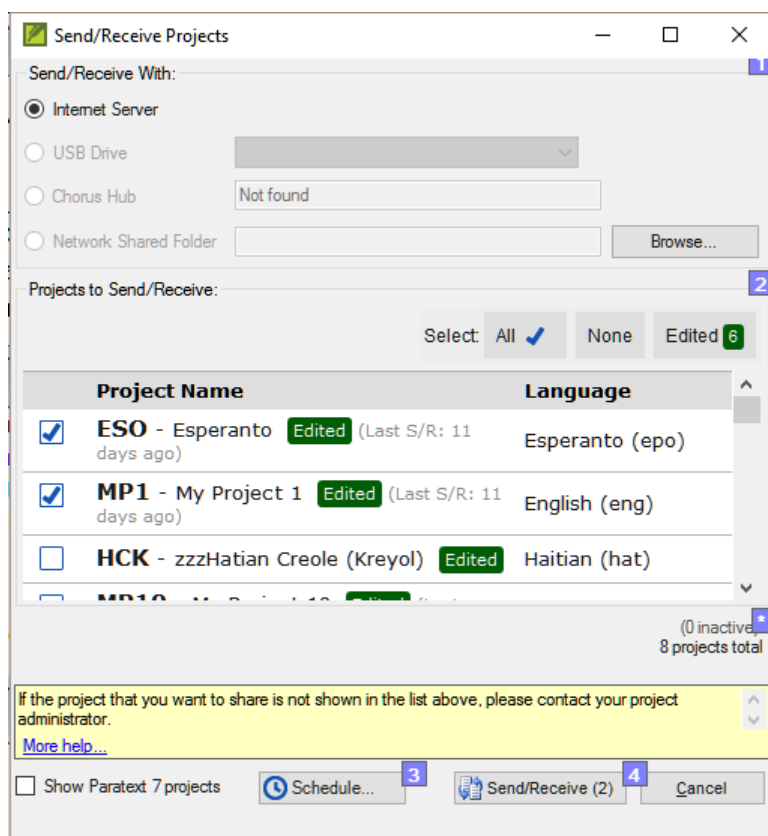 Send/Receive Projects
1
Send/Receive With:
Internet Server
USB Drive
Chorus Hub Not found
Network Shared Folder Browse...
2
Projects to Send/Receive:
Select: All None Edited 6
Project Name Language
ESO - Esperanto Edited (Last S/R: 11
days ago) Esperanto (epo)
MP1 - My Project 1 Edited (Last S/R: 11
days ago) English (eng)
HCK - zzzHatian Creole (Kreyol) Edited Haitian (hat)
(0 inactive) *
8 projects total
If the project that you want to share is not shown in the list above, please contact your project
administrator.
More help...
3 4
Show Paratext 7 projects Schedule... Send/Receive (2) Cancel